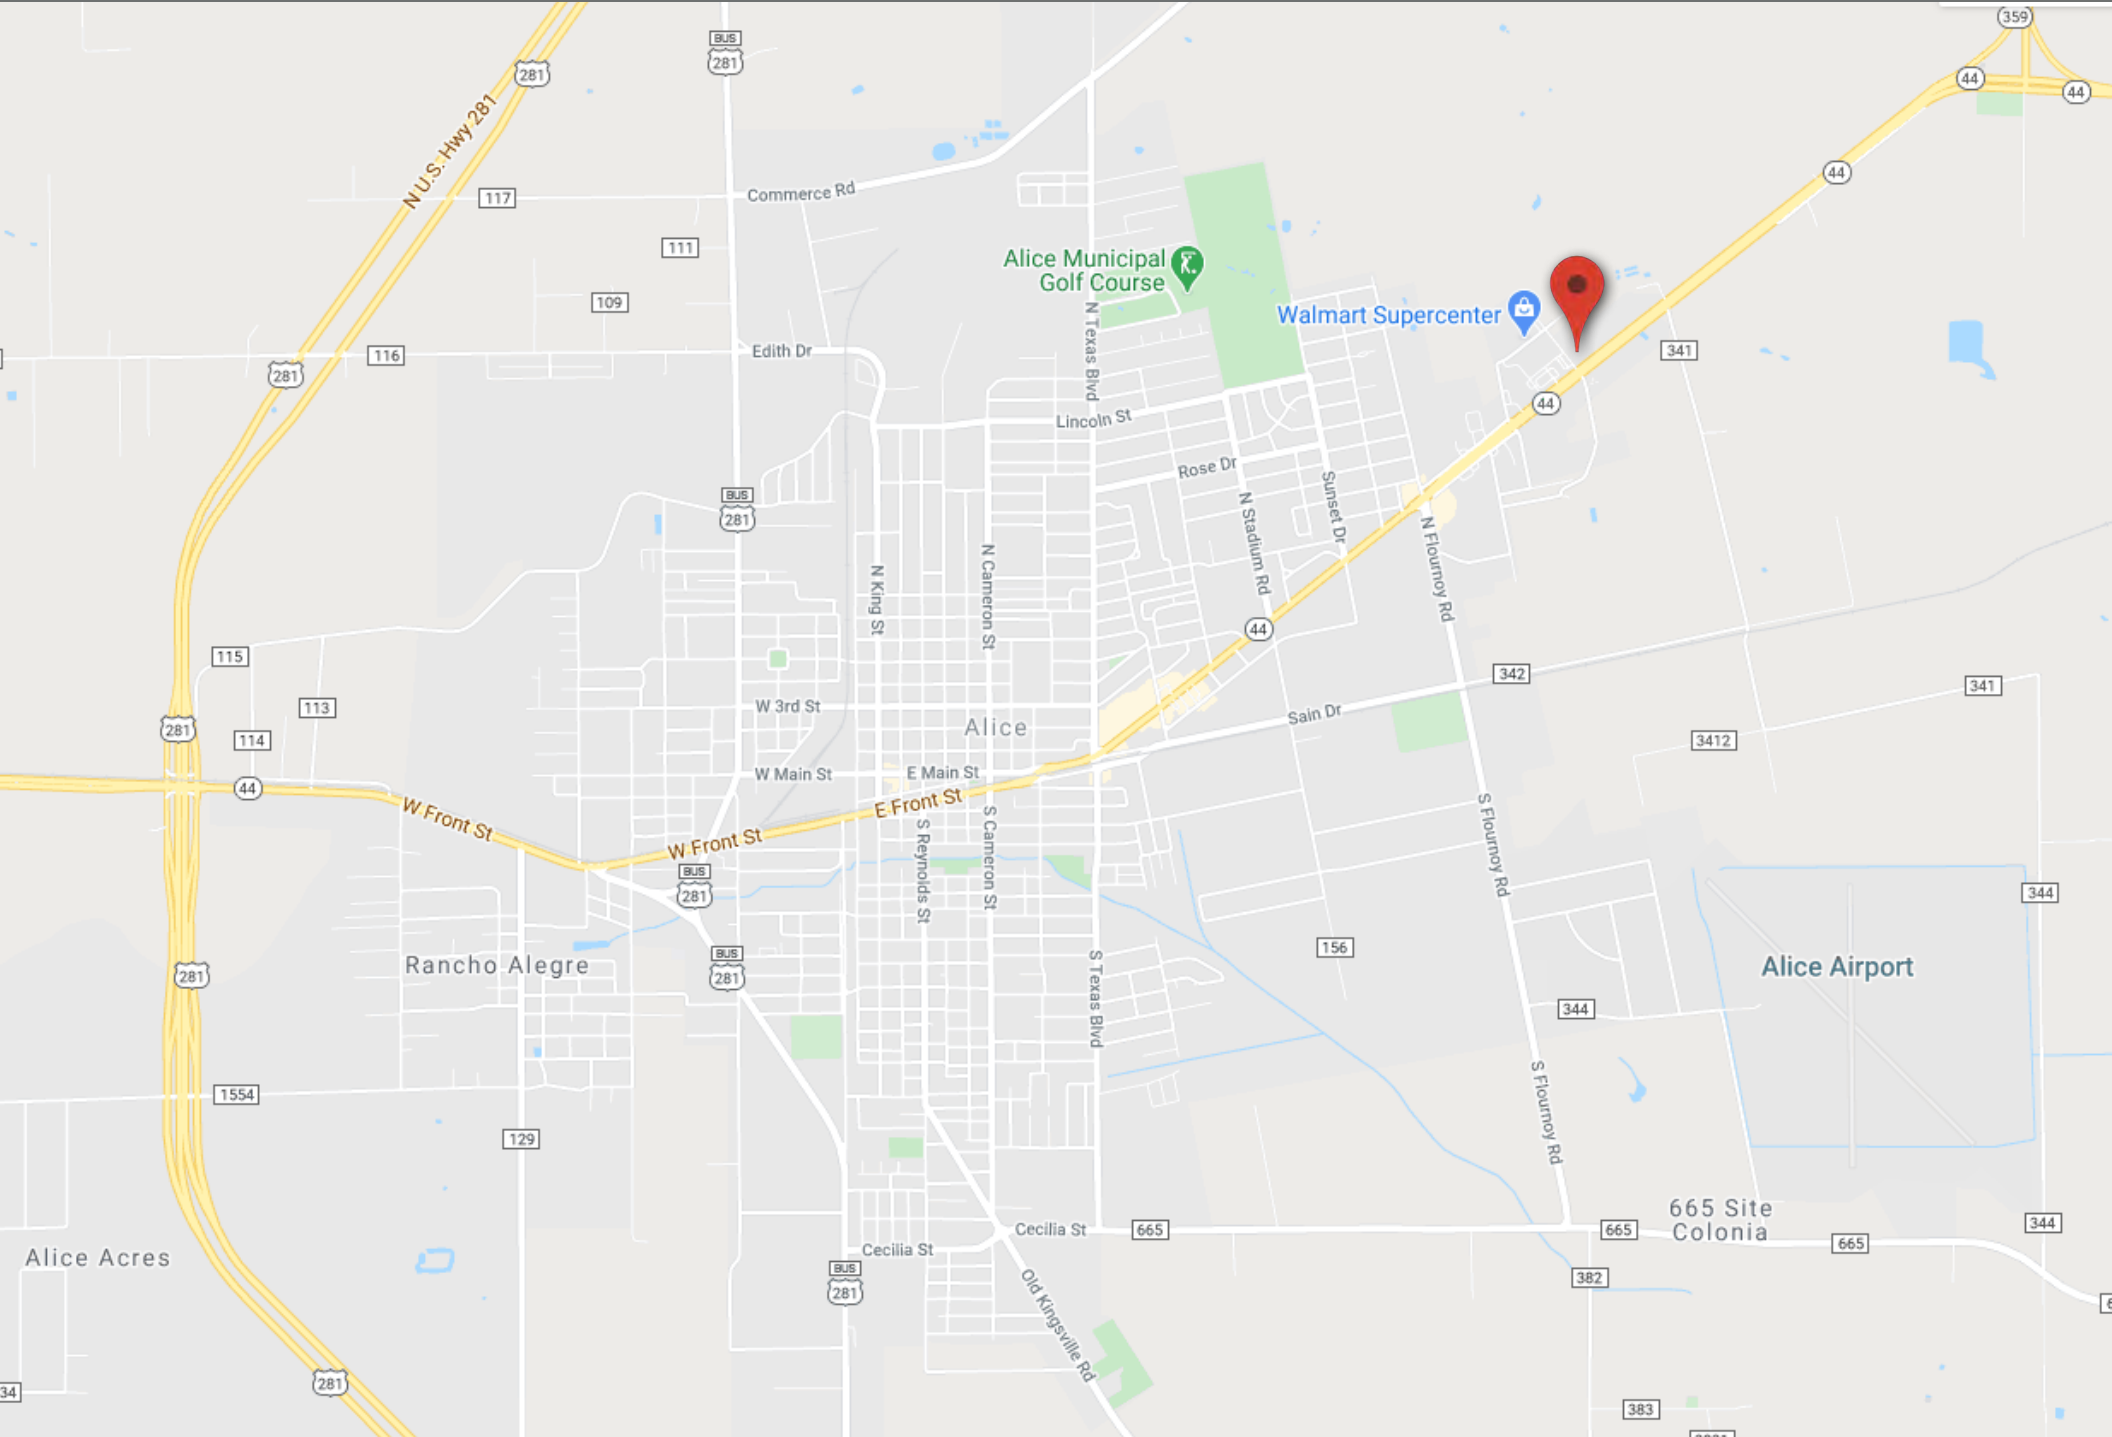 359
BUS
281
281
44
44
N U.S. Hwy 281
44
117
Commerce Rd
111
Alice Municipal
Golf Course
109
Walmart Supercenter
N Texas Blvd
116
Edith Dr
341
281
44
Lincoln St
Rose Dr
BUS
281
N Stadium Rd
Sunset Dr
N Flournoy Rd
N King St
N Cameron St
44
115
342
341
113
W 3rd St
Sain Dr
281
Alice
114
3412
W Main St
E Main St
44
W Front St
E Front St
W Front St
S Reynolds St
S Cameron St
S Flournoy Rd
BUS
281
344
156
Rancho Alegre
BUS
281
281
Alice Airport
S Texas Blvd
344
1554
S Flournoy Rd
129
665 Site
Colonia
344
Cecilia St
665
665
665
Cecilia St
Alice Acres
BUS
281
382
Old Kingsville Rd
281
34
383